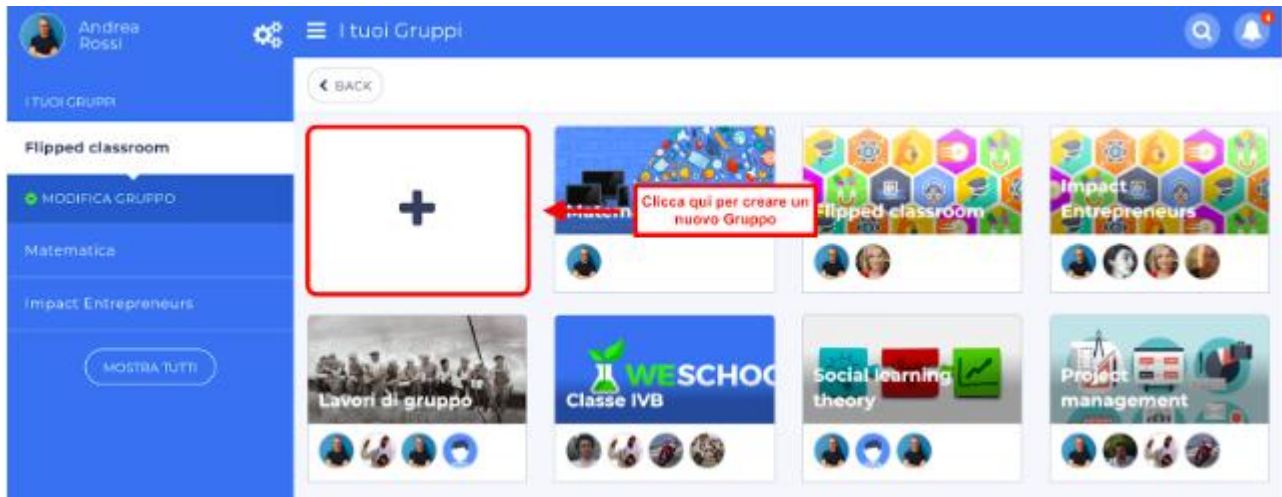 Andrea
Rossi
I tuoi Gruppi
4
BACK
I TUOI GRUPPI
Flipped classroom
MODIFICA GRUPPO
Matematica
Impact Entrepreneurs
MOSTRA TUTTI
+
Matem
Clicca qui per creare un
nuovo Gruppo
Flipped classroom
Impact
Entrepreneurs
Lavori di gruppo
WESCHOO
Classe IVB
Social learning
theory
Project
management